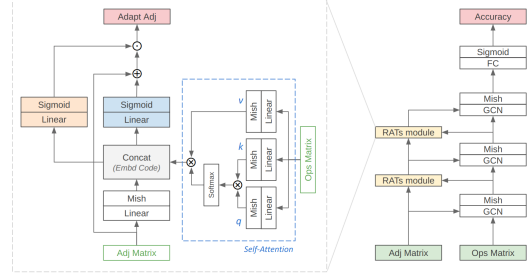 Adapt Adj
Sigmoid
Linear
Sigmoid
Linear
Concat
(Embd Code)
Mish
Linear
Adj Matrix
v
Mish
Linear
k
Mish
Linear
q
Mish
Linear
Softmax
Ops Matrix
Self-Attention
Accuracy
Sigmoid
FC
Mish
GCN
RATs module
Mish
GCN
RATs module
Mish
GCN
Adj Matrix
Ops Matrix